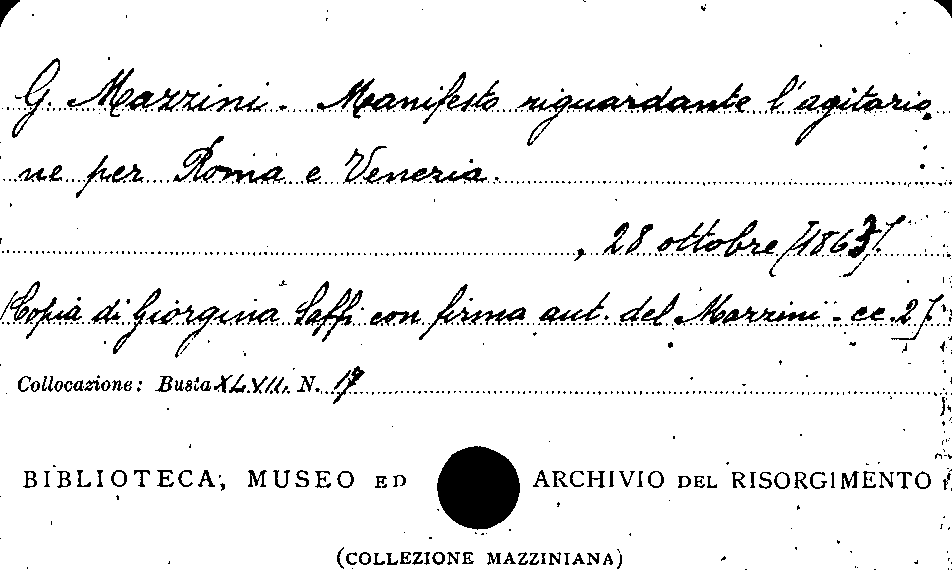 G. Mazzini. Manifesto riguardante l'agitazio-
ne per Roma e Venezia.
, 28 ottobre [1863].
[Copia di Giorgina Saffi con firma aut. del Mazzini - cc. 2].
Collocazione: Busta XLVII. N. 17
BIBLIOTECA, MUSEO ED ARCHIVIO DEL RISORGIMENTO
(COLLEZIONE MAZZINIANA)